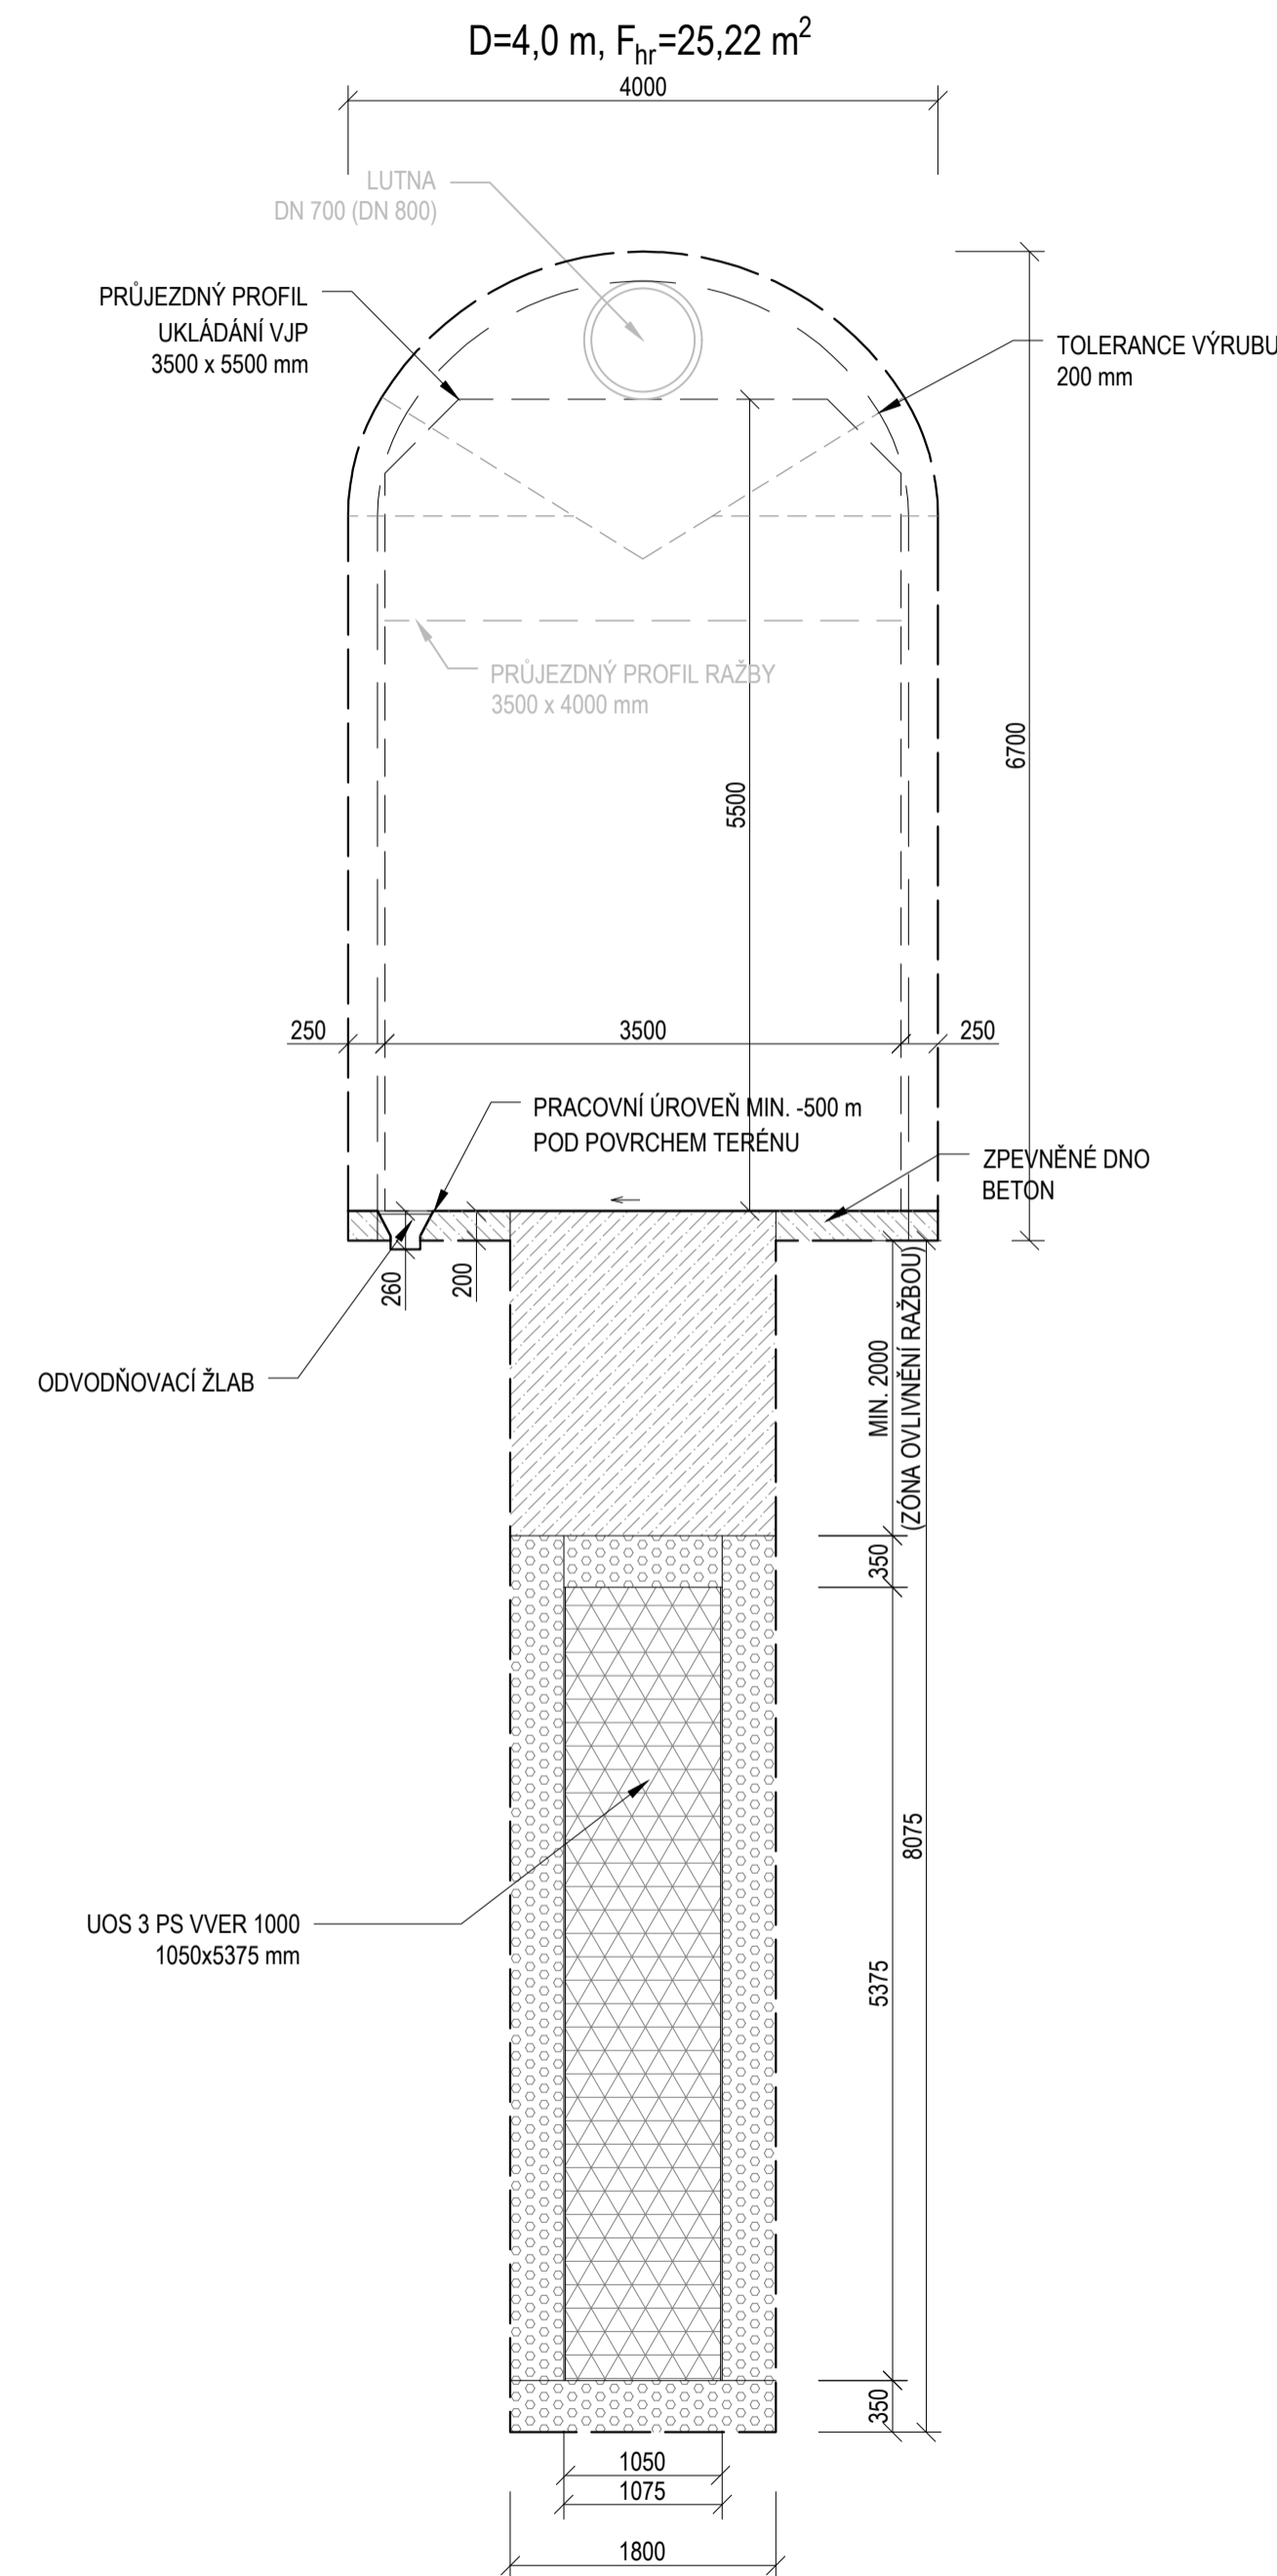 D=4,0 m, Fhr=25,22 m²
4000
LUTNA
DN 700 (DN 800)
PRŮJEZDNÝ PROFIL
UKLÁDÁNÍ VJP
3500 x 5500 mm
TOLERANCE VÝRUBU
200 mm
PRŮJEZDNÝ PROFIL RAŽBY
3500 x 4000 mm
6700
5500
250
3500
250
PRACOVNÍ ÚROVEŇ MIN. -500 m
POD POVRCHEM TERÉNU
ZPEVNĚNÉ DNO
BETON
260
200
ODVODŇOVACÍ ŽLAB
MIN. 2000
(ZÓNA OVLIVNĚNÍ RAŽBOU)
350
8075
UOS 3 PS VVER 1000
1050x5375 mm
5375
350
1050
1075
1800